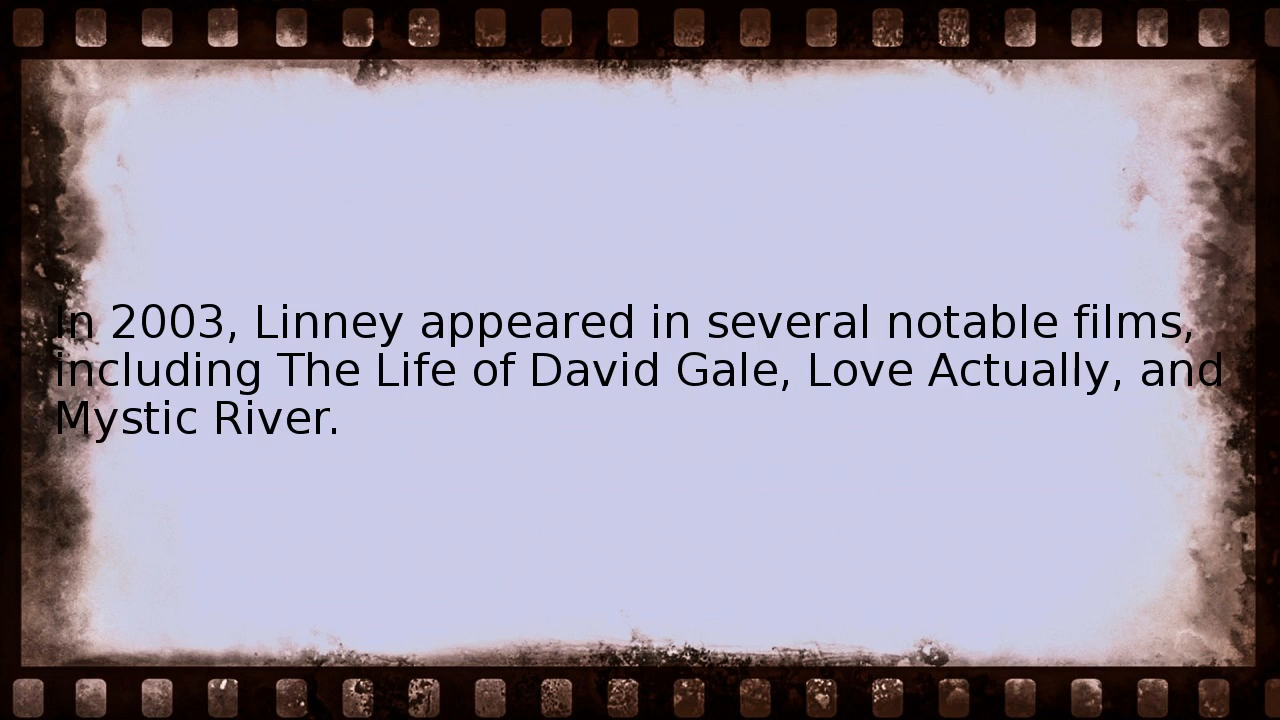 In 2003, Linney appeared in several notable films,
including The Life of David Gale, Love Actually, and
Mystic River.